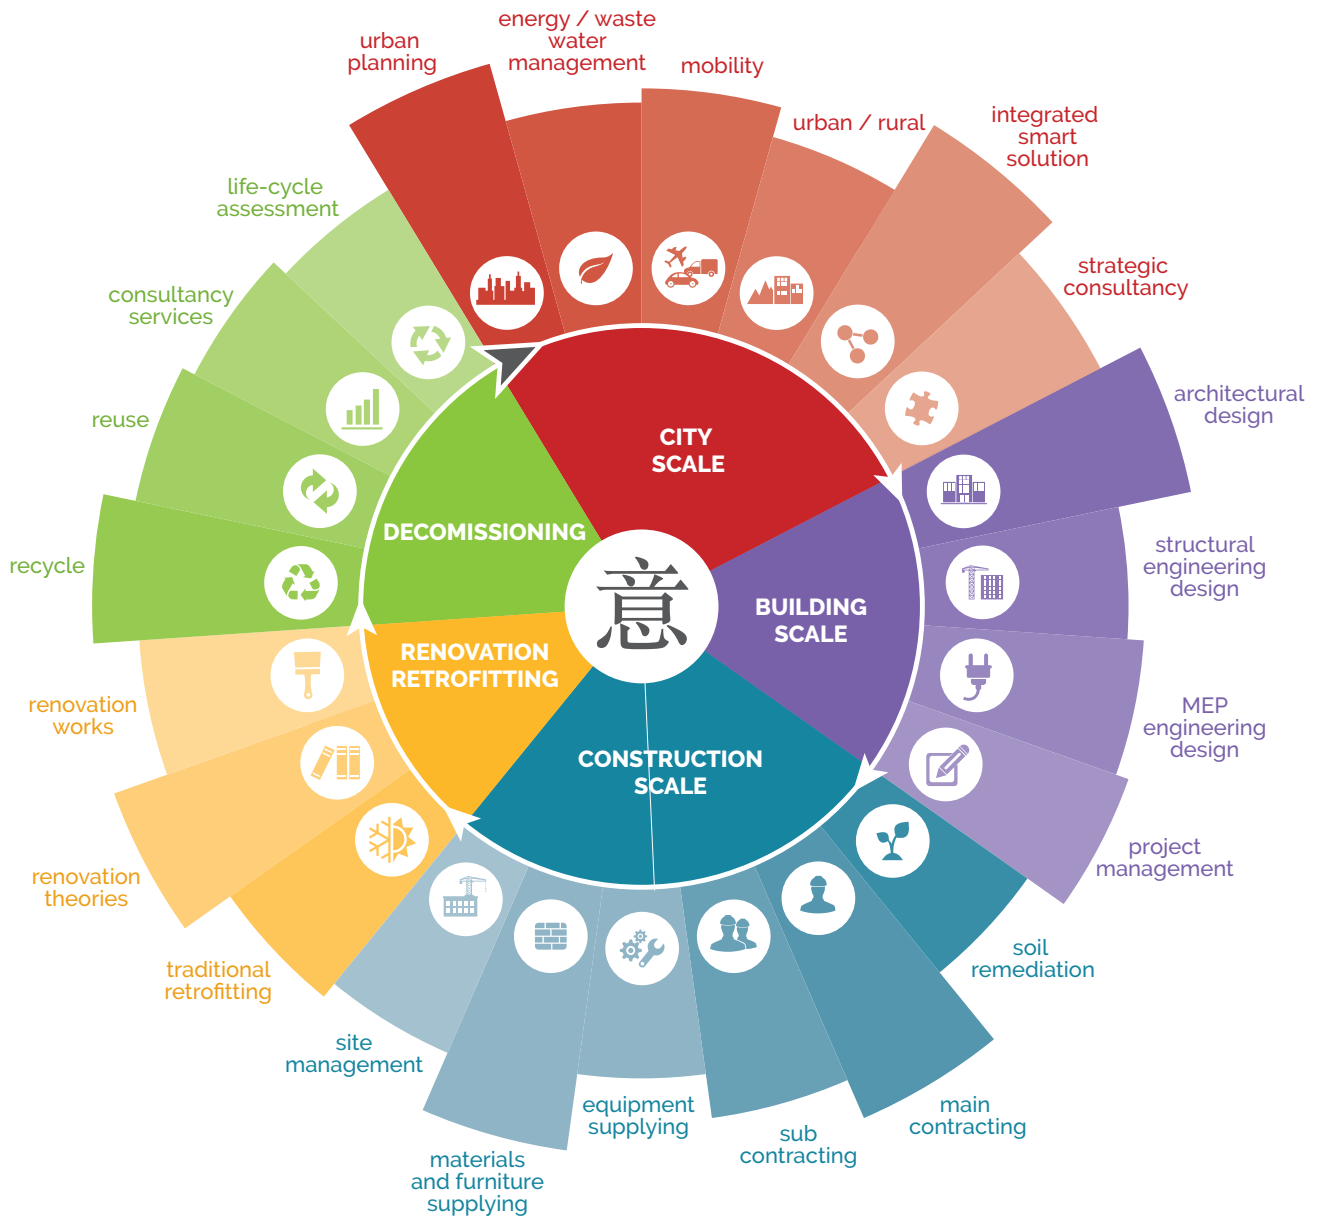 urban
planning
energy / waste
water
management
mobility
urban / rural
integrated
smart
solution
strategic
consultancy
architectural
design
structural
engineering
design
MEP
engineering
design
project
management
soil
remediation
main
contracting
sub
contracting
equipment
supplying
materials
and furniture
supplying
site
management
traditional
retrofitting
renovation
theories
renovation
works
recycle
reuse
consultancy
services
life-cycle
assessment
CITY
SCALE
BUILDING
SCALE
CONSTRUCTION
SCALE
RENOVATION
RETROFITTING
DECOMISSIONING
意